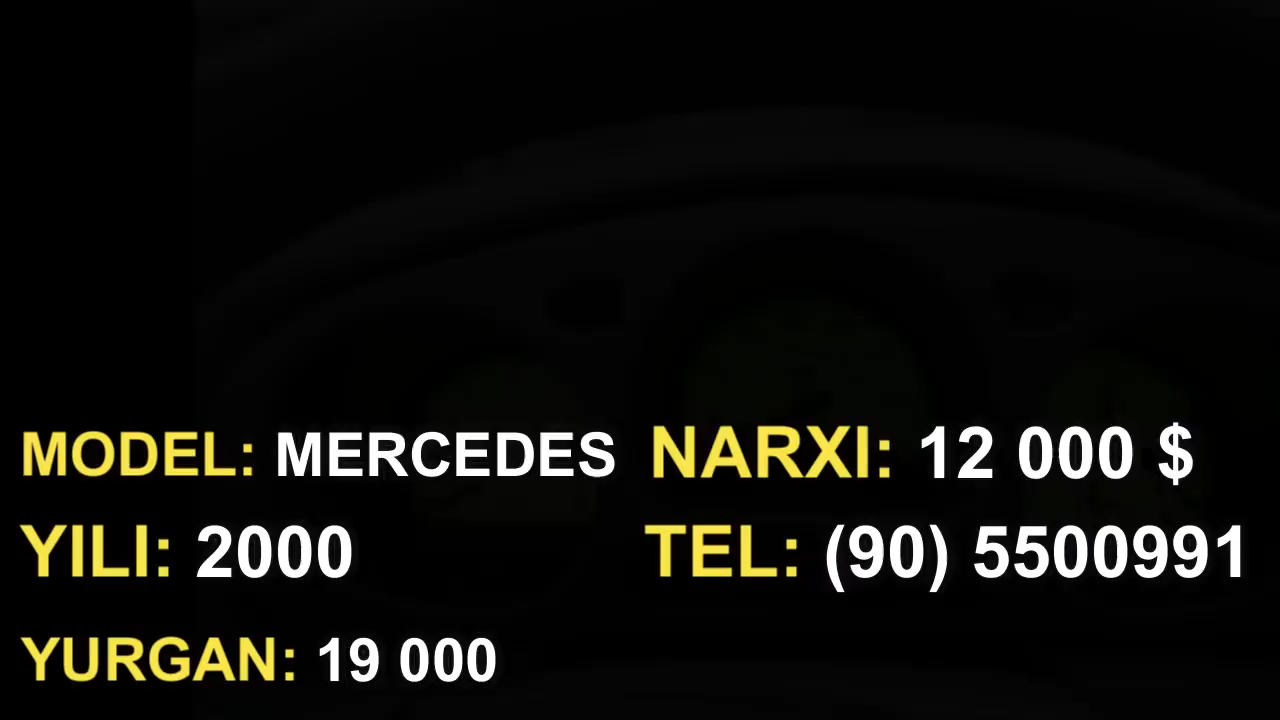 MODEL: MERCEDES
YILI: 2000
YURGAN: 19 000
NARXI: 12 000 $
TEL: (90) 5500991